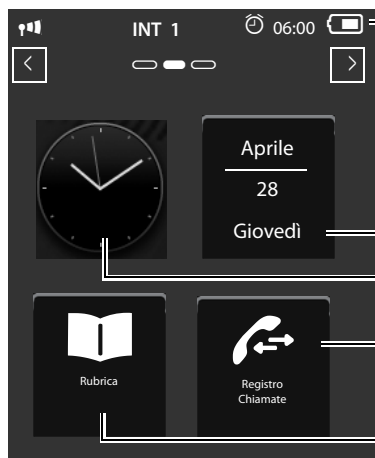 INT 1
06:00
Aprile
28
Giovedì
Rubrica
Registro
Chiamate